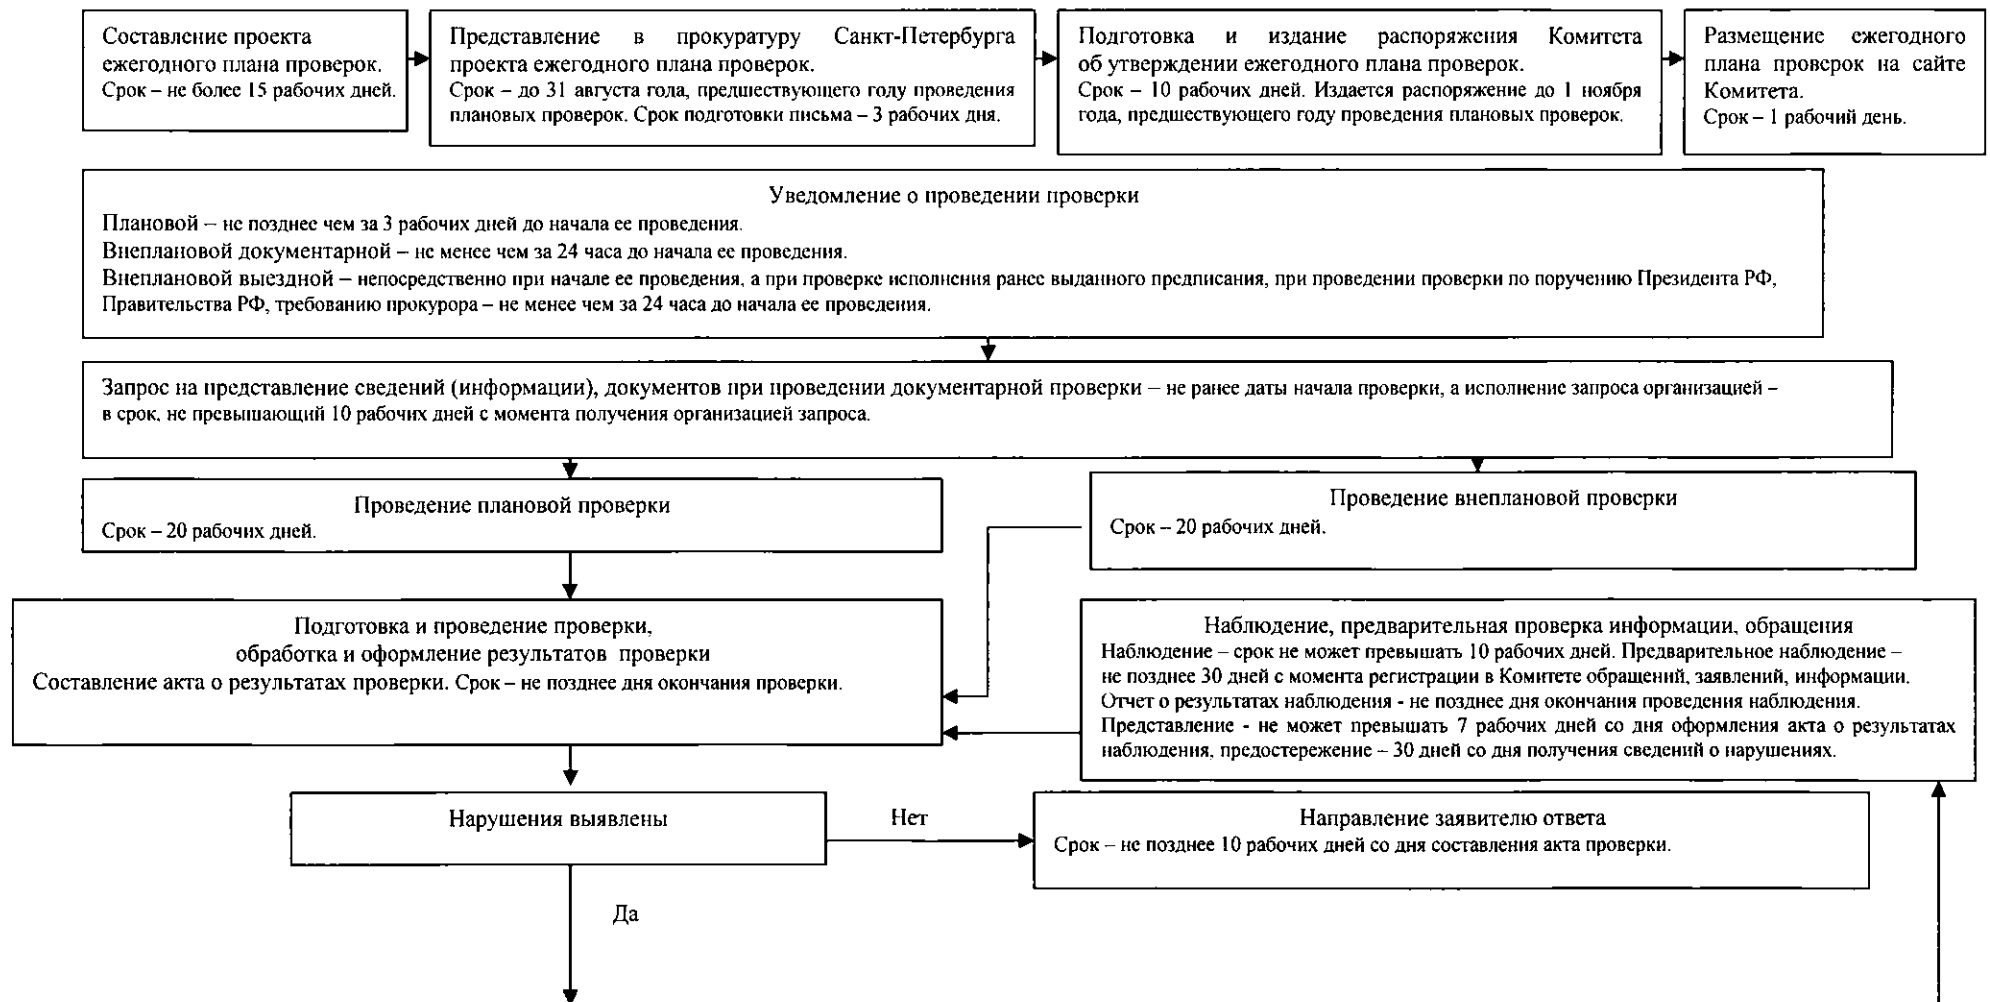 Составление проекта
ежегодного плана проверок.
Срок – не более 15 рабочих дней.
Представление в прокуратуру Санкт-Петербурга
проекта ежегодного плана проверок.
Срок – до 31 августа года, предшествующего году проведения
плановых проверок. Срок подготовки письма – 3 рабочих дня.
Подготовка и издание распоряжения Комитета
об утверждении ежегодного плана проверок.
Срок – 10 рабочих дней. Издается распоряжение до 1 ноября
года, предшествующего году проведения плановых проверок.
Размещение ежегодного
плана проверок на сайте
Комитета.
Срок – 1 рабочий день.
Уведомление о проведении проверки
Плановой – не позднее чем за 3 рабочих дней до начала ее проведения.
Внеплановой документарной – не менее чем за 24 часа до начала ее проведения.
Внеплановой выездной – непосредственно при начале ее проведения, а при проверке исполнения ранее выданного предписания, при проведении проверки по поручению Президента РФ,
Правительства РФ, требованию прокурора – не менее чем за 24 часа до начала ее проведения.
Запрос на представление сведений (информации), документов при проведении документарной проверки – не ранее даты начала проверки, а исполнение запроса организацией –
в срок, не превышающий 10 рабочих дней с момента получения организацией запроса.
Проведение плановой проверки
Срок – 20 рабочих дней.
Проведение внеплановой проверки
Срок – 20 рабочих дней.
Подготовка и проведение проверки,
обработка и оформление результатов проверки
Составление акта о результатах проверки. Срок – не позднее дня окончания проверки.
Наблюдение, предварительная проверка информации, обращения
Наблюдение – срок не может превышать 10 рабочих дней. Предварительное наблюдение –
не позднее 30 дней с момента регистрации в Комитете обращений, заявлений, информации.
Отчет о результатах наблюдения - не позднее дня окончания проведения наблюдения.
Представление - не может превышать 7 рабочих дней со дня оформления акта о результатах
наблюдения, предостережение – 30 дней со дня получения сведений о нарушениях.
Нарушения выявлены
Нет
Направление заявителю ответа
Срок – не позднее 10 рабочих дней со дня составления акта проверки.
Да